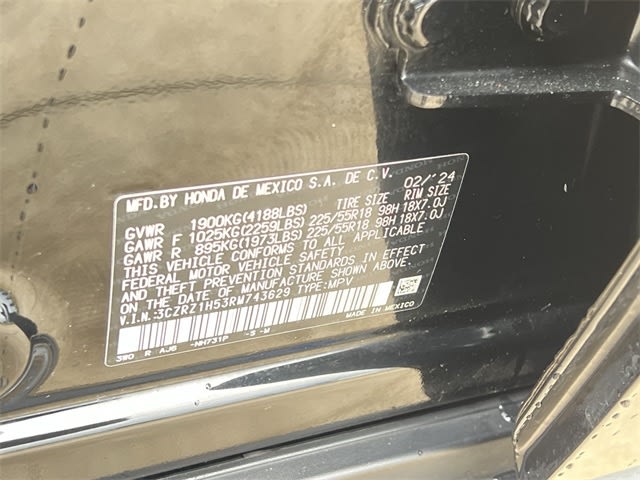 MFD.BY HONDA DE MEXICO S.A. DE C.V. 02/'24
TIRE SIZE RIM SIZE
GVWR 1900KG(4188LBS)
GAWR F 1025KG(2259LBS) 225/55R18 98H 18X7.0J
GAWR R 895KG(1973LBS) 225/55R18 98H 18X7.0J
THIS VEHICLE CONFORMS TO ALL APPLICABLE
FEDERAL MOTOR VEHICLE SAFETY
AND THEFT PREVENTION STANDARDS IN EFFECT
ON THE DATE OF MANUFACTURE SHOWN ABOVE.
V.I.N.:3CZRZ1H53RM743629 TYPE:MPV
3WO R AJ6 -NH731P -S -M
MADE IN MEXICO